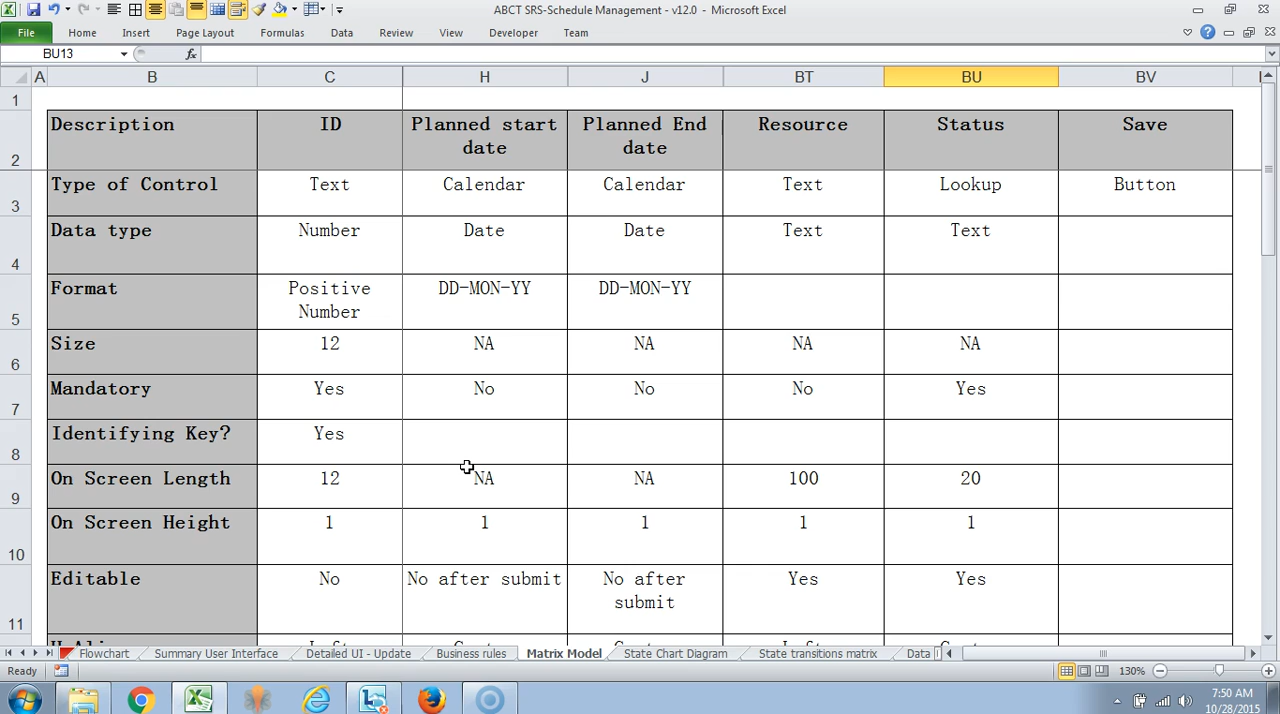 ABCT SRS-Schedule Management - v12.0 - Microsoft Excel
File Home Insert Page Layout Formulas Data Review View Developer Team
BU13 fx
A B C H J BT BU BV
1
2 Description ID Planned start date Planned End date Resource Status Save
3 Type of Control Text Calendar Calendar Text Lookup Button
4 Data type Number Date Date Text Text
5 Format Positive Number DD-MON-YY DD-MON-YY
6 Size 12 NA NA NA NA
7 Mandatory Yes No No No Yes
8 Identifying Key? Yes
9 On Screen Length 12 NA NA 100 20
10 On Screen Height 1 1 1 1 1
11 Editable No No after submit No after submit Yes Yes
Flowchart Summary User Interface Detailed UI - Update Business rules Matrix Model State Chart Diagram State transitions matrix Data
Ready 130%
7:50 AM
10/28/2015